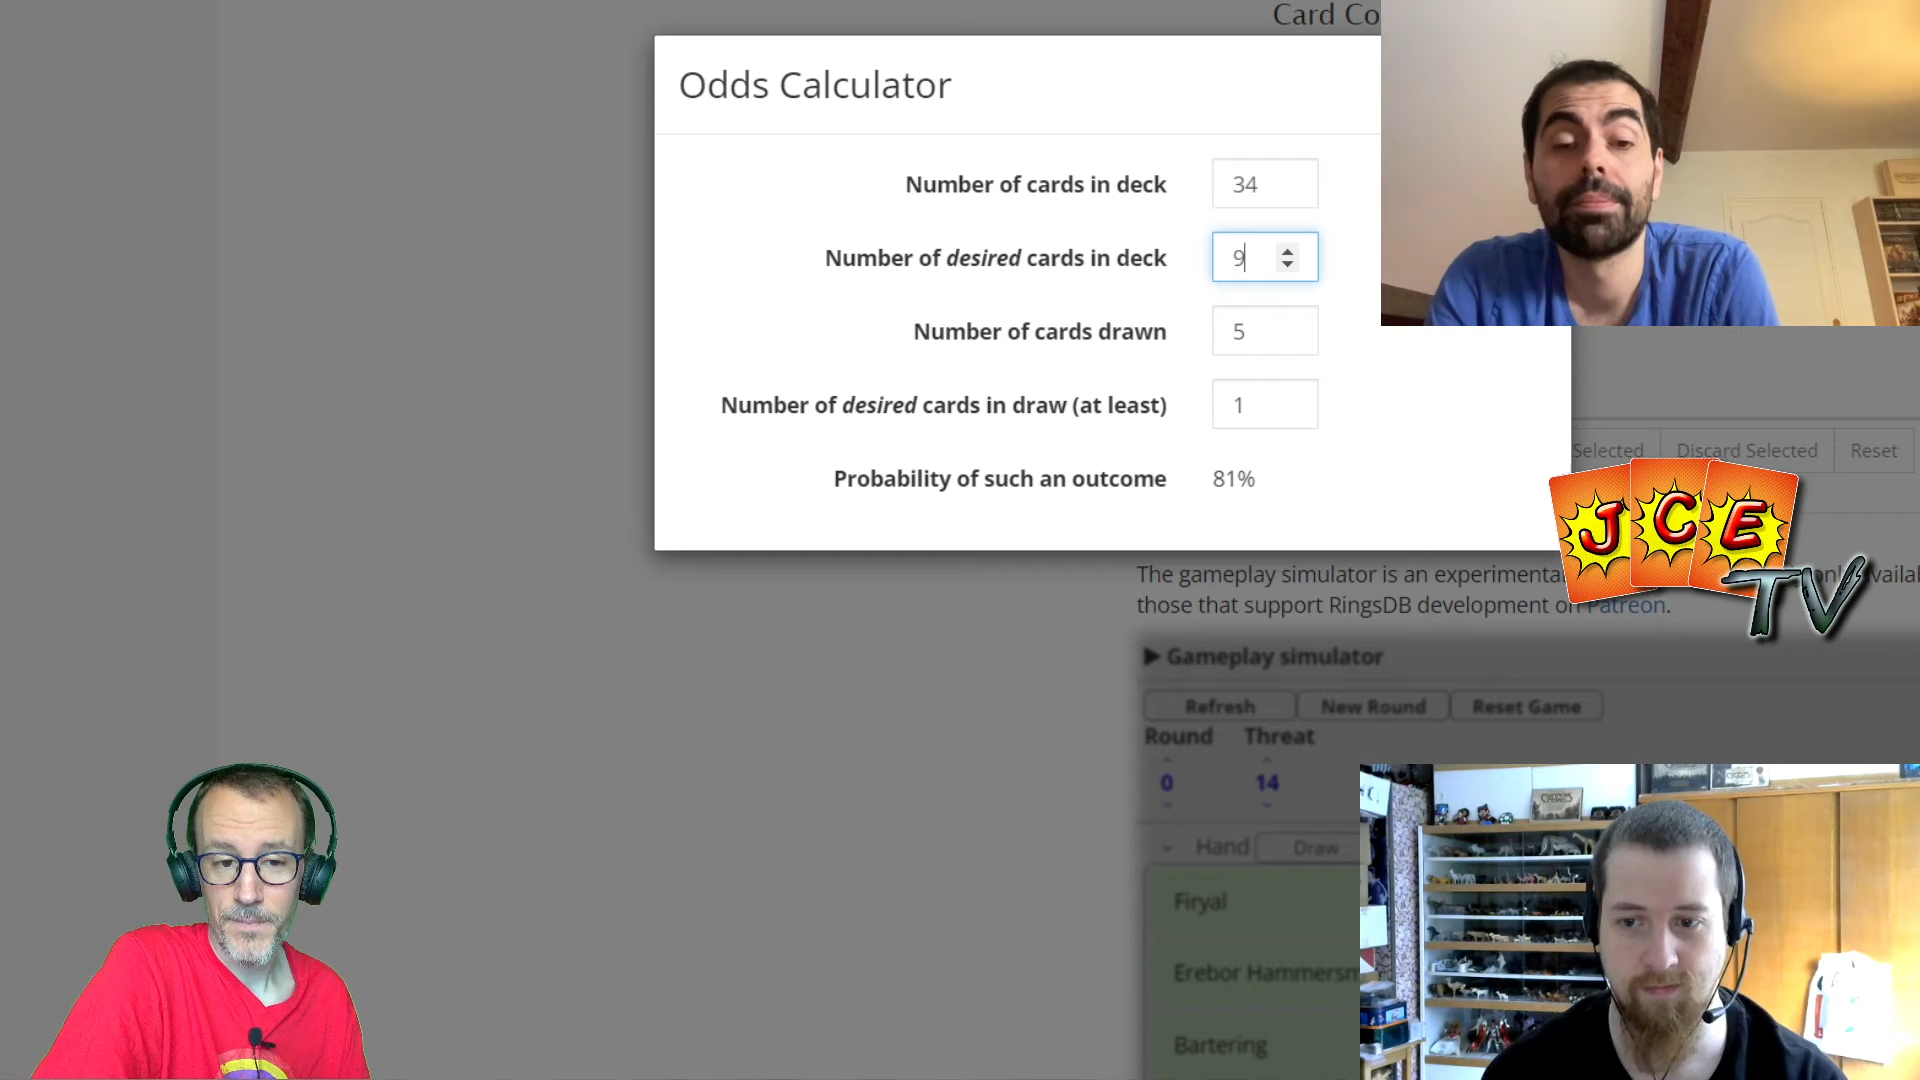 Card Co
Odds Calculator
Number of cards in deck 34
Number of desired cards in deck 9
Number of cards drawn 5
Number of desired cards in draw (at least) 1
Probability of such an outcome 81%
Selected Discard Selected Reset
JCE
TV
The gameplay simulator is an experimenta
those that support RingsDB development on Patreon.
▶ Gameplay simulator
Refresh New Round Reset Game
Round Threat
0 14
Hand Draw
Firyal
Erebor Hammersm
Bartering